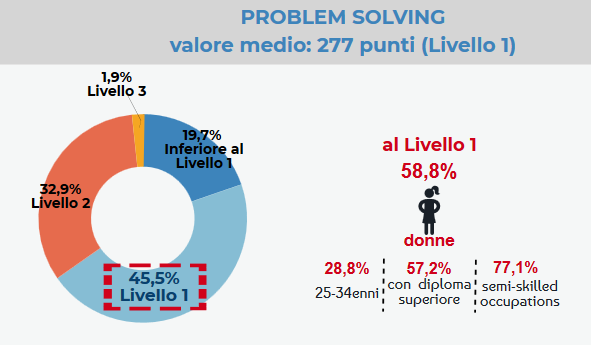 PROBLEM SOLVING
valore medio: 277 punti (Livello 1)
1,9%
Livello 3
19,7%
Inferiore al
Livello 1
32,9%
Livello 2
45,5%
Livello 1
al Livello 1
58,8%
donne
28,8%
25-34enni
57,2%
con diploma
superiore
77,1%
semi-skilled
occupations